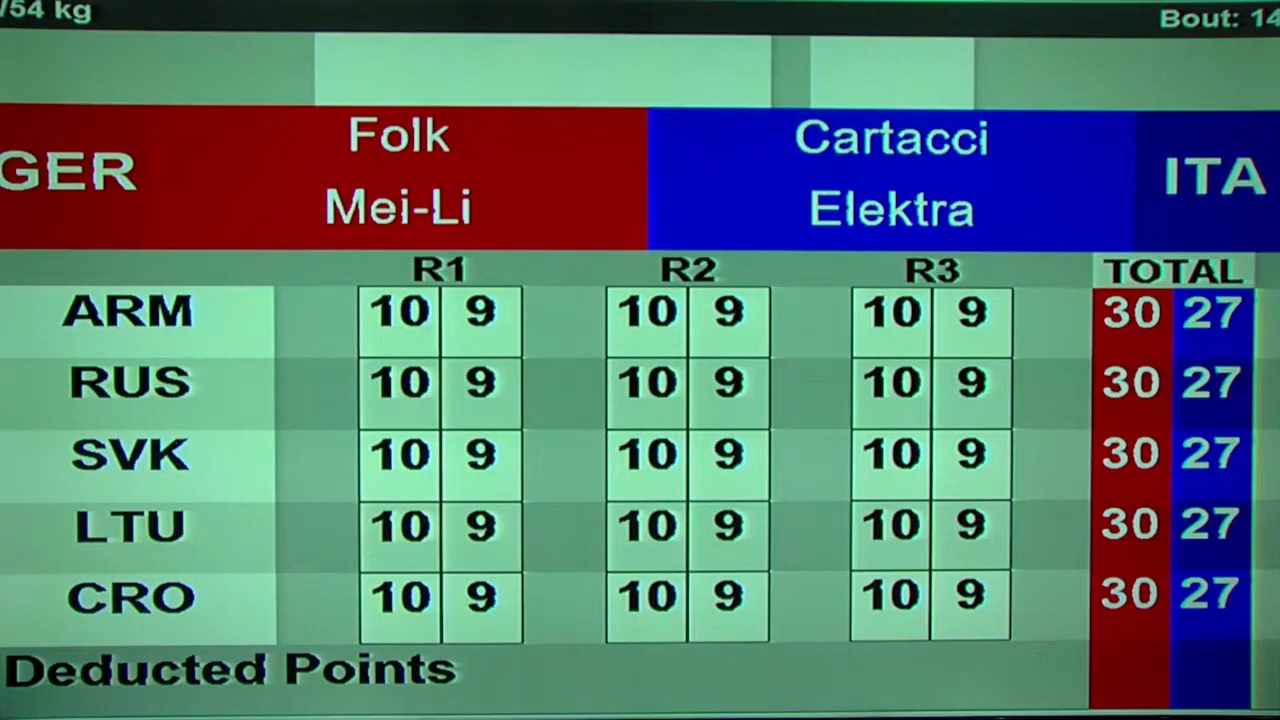 /54 kg Bout: 14
GER Folk Mei-Li Cartacci Elektra ITA
R1 R2 R3 TOTAL
ARM 10 9 10 9 10 9 30 27
RUS 10 9 10 9 10 9 30 27
SVK 10 9 10 9 10 9 30 27
LTU 10 9 10 9 10 9 30 27
CRO 10 9 10 9 10 9 30 27
Deducted Points